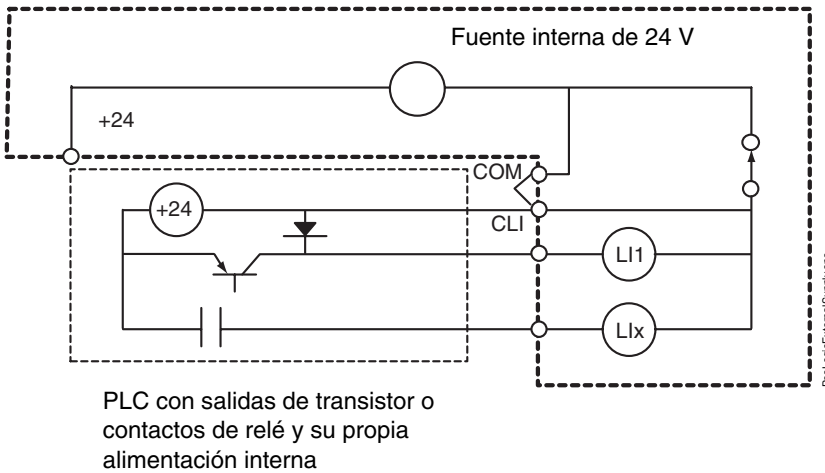 Fuente interna de 24 V
+24
COM
+24
CLI
LI1
LIx
PLC con salidas de transistor o
contactos de relé y su propia
alimentación interna